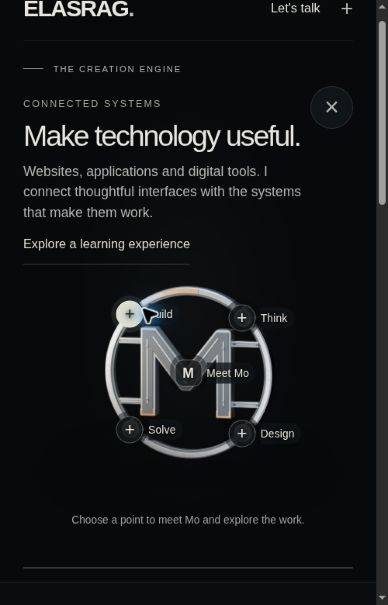 ELASRAG.
Let's talk +
THE CREATION ENGINE
CONNECTED SYSTEMS
Make technology useful.
Websites, applications and digital tools. I
connect thoughtful interfaces with the systems
that make them work.
Explore a learning experience
uild
Think
M Meet Mo
Solve
Design
Choose a point to meet Mo and explore the work.